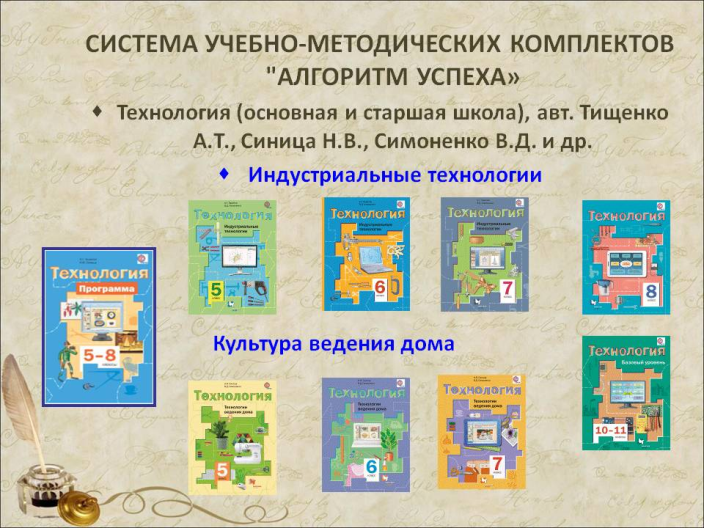 СИСТЕМА УЧЕБНО-МЕТОДИЧЕСКИХ КОМПЛЕКТОВ
"АЛГОРИТМ УСПЕХА»
♦ Технология (основная и старшая школа), авт. Тищенко
А.Т., Синица Н.В., Симоненко В.Д. и др.
♦ Индустриальные технологии
Технология
Индустриальные
технологии
5
Технология
Индустриальные
технологии
6
Технология
Индустриальные
технологии
7
Технология
8
Технология
Программа
5–8
Культура ведения дома
Технология
Технологии
ведения дома
5
Технология
Технологии
ведения дома
6
Технология
Технологии
ведения дома
7
Технология
Базовый уровень
10-11